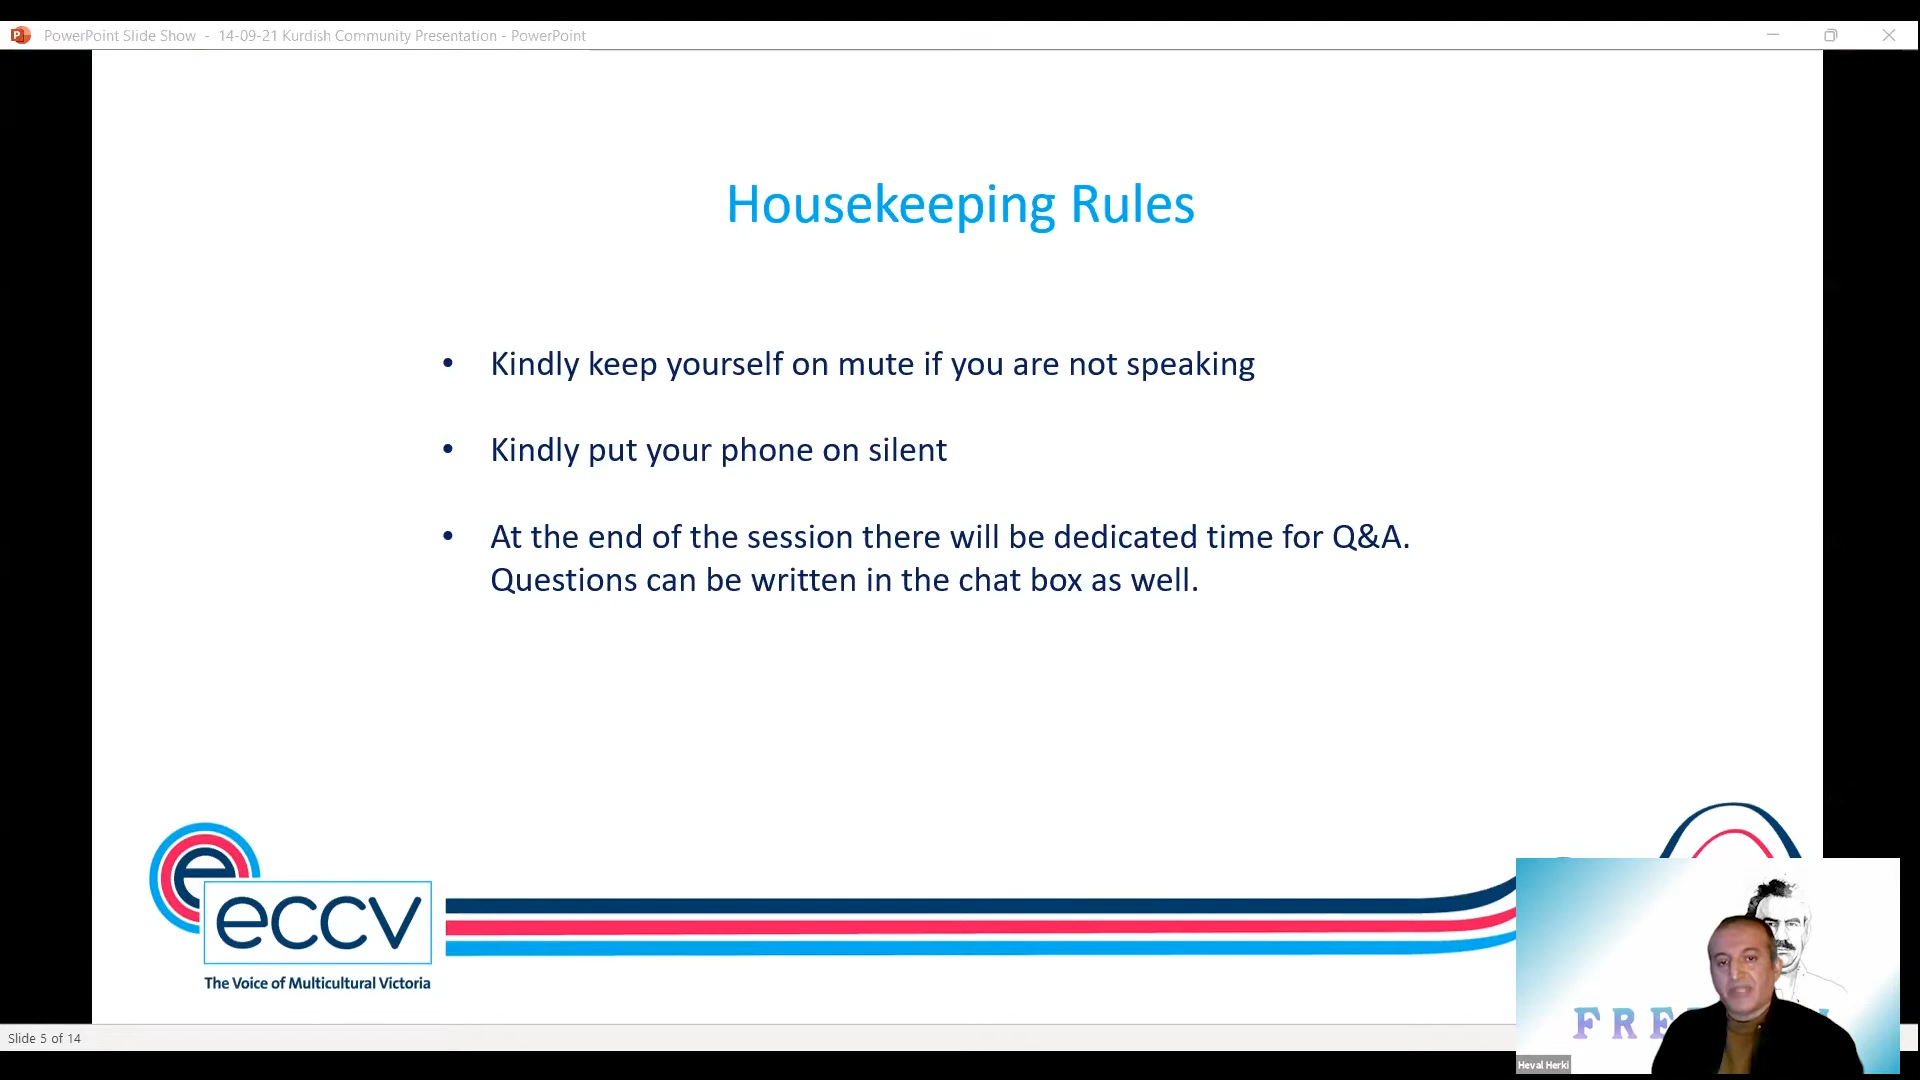 PowerPoint Slide Show - 14-09-21 Kurdish Community Presentation - PowerPoint
Housekeeping Rules
• Kindly keep yourself on mute if you are not speaking
• Kindly put your phone on silent
• At the end of the session there will be dedicated time for Q&A.
Questions can be written in the chat box as well.
e
eccv
The Voice of Multicultural Victoria
Slide 5 of 14
Heval Herki